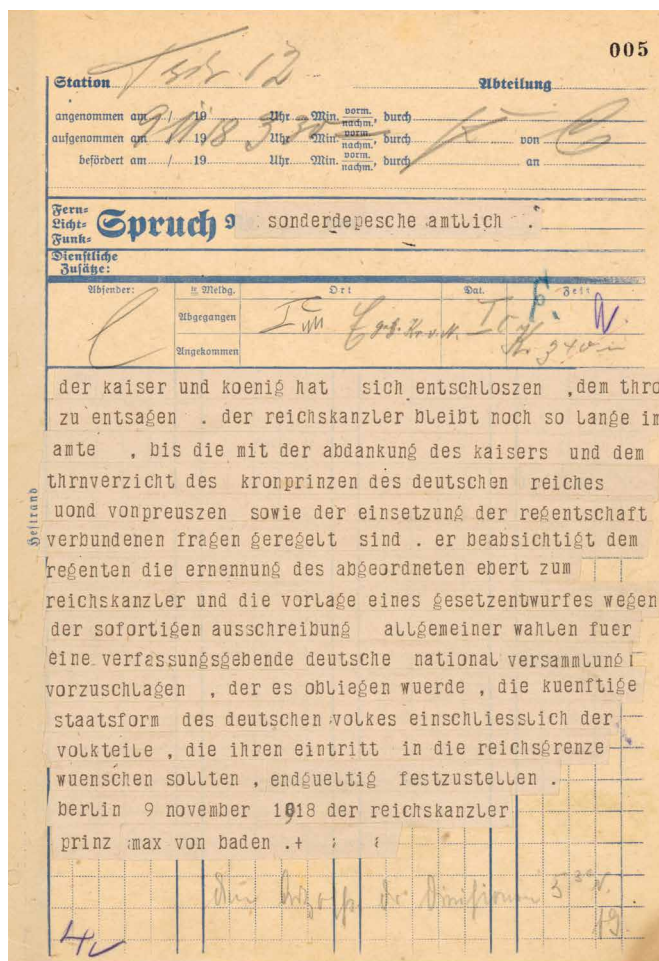 005
Station Abteilung
angenommen am / 19 Uhr Min. vorm. nachm., durch
aufgenommen am 9/11 1918 3 30 Uhr Min. vorm. nachm., durch von C
befördert am / 19 Uhr Min. vorm. nachm., durch an
Fern=
Licht=
Funk=
Spruch
sonderdepesche amtlich .
Dienstliche
Zusätze:
Absender: Meldg. Ort Dat. Zeit
Abgegangen
Angekommen 340
der kaiser und koenig hat sich entschloszen ,dem thro
zu entsagen . der reichskanzler bleibt noch so lange im
amte , bis die mit der abdankung des kaisers und dem
thrnverzicht des kronprinzen des deutschen reiches
uond vonpreuszen sowie der einsetzung der regentschaft
verbundenen fragen geregelt sind . er beabsichtigt dem
regenten die ernennung des abgeordneten ebert zum
reichskanzler und die vorlage eines gesetzentwurfes wegen
der sofortigen ausschreibung allgemeiner wahlen fuer
eine verfassungsgebende deutsche national versammlung
vorzuschlagen , der es obliegen wuerde , die kuenftige
staatsform des deutschen volkes einschliesslich der
volkteile , die ihren eintritt in die reichsgrenze
wuenschen sollten , endgueltig festzustellen .
berlin 9 november 1918 der reichskanzler
prinz max von baden .+
Heftrand